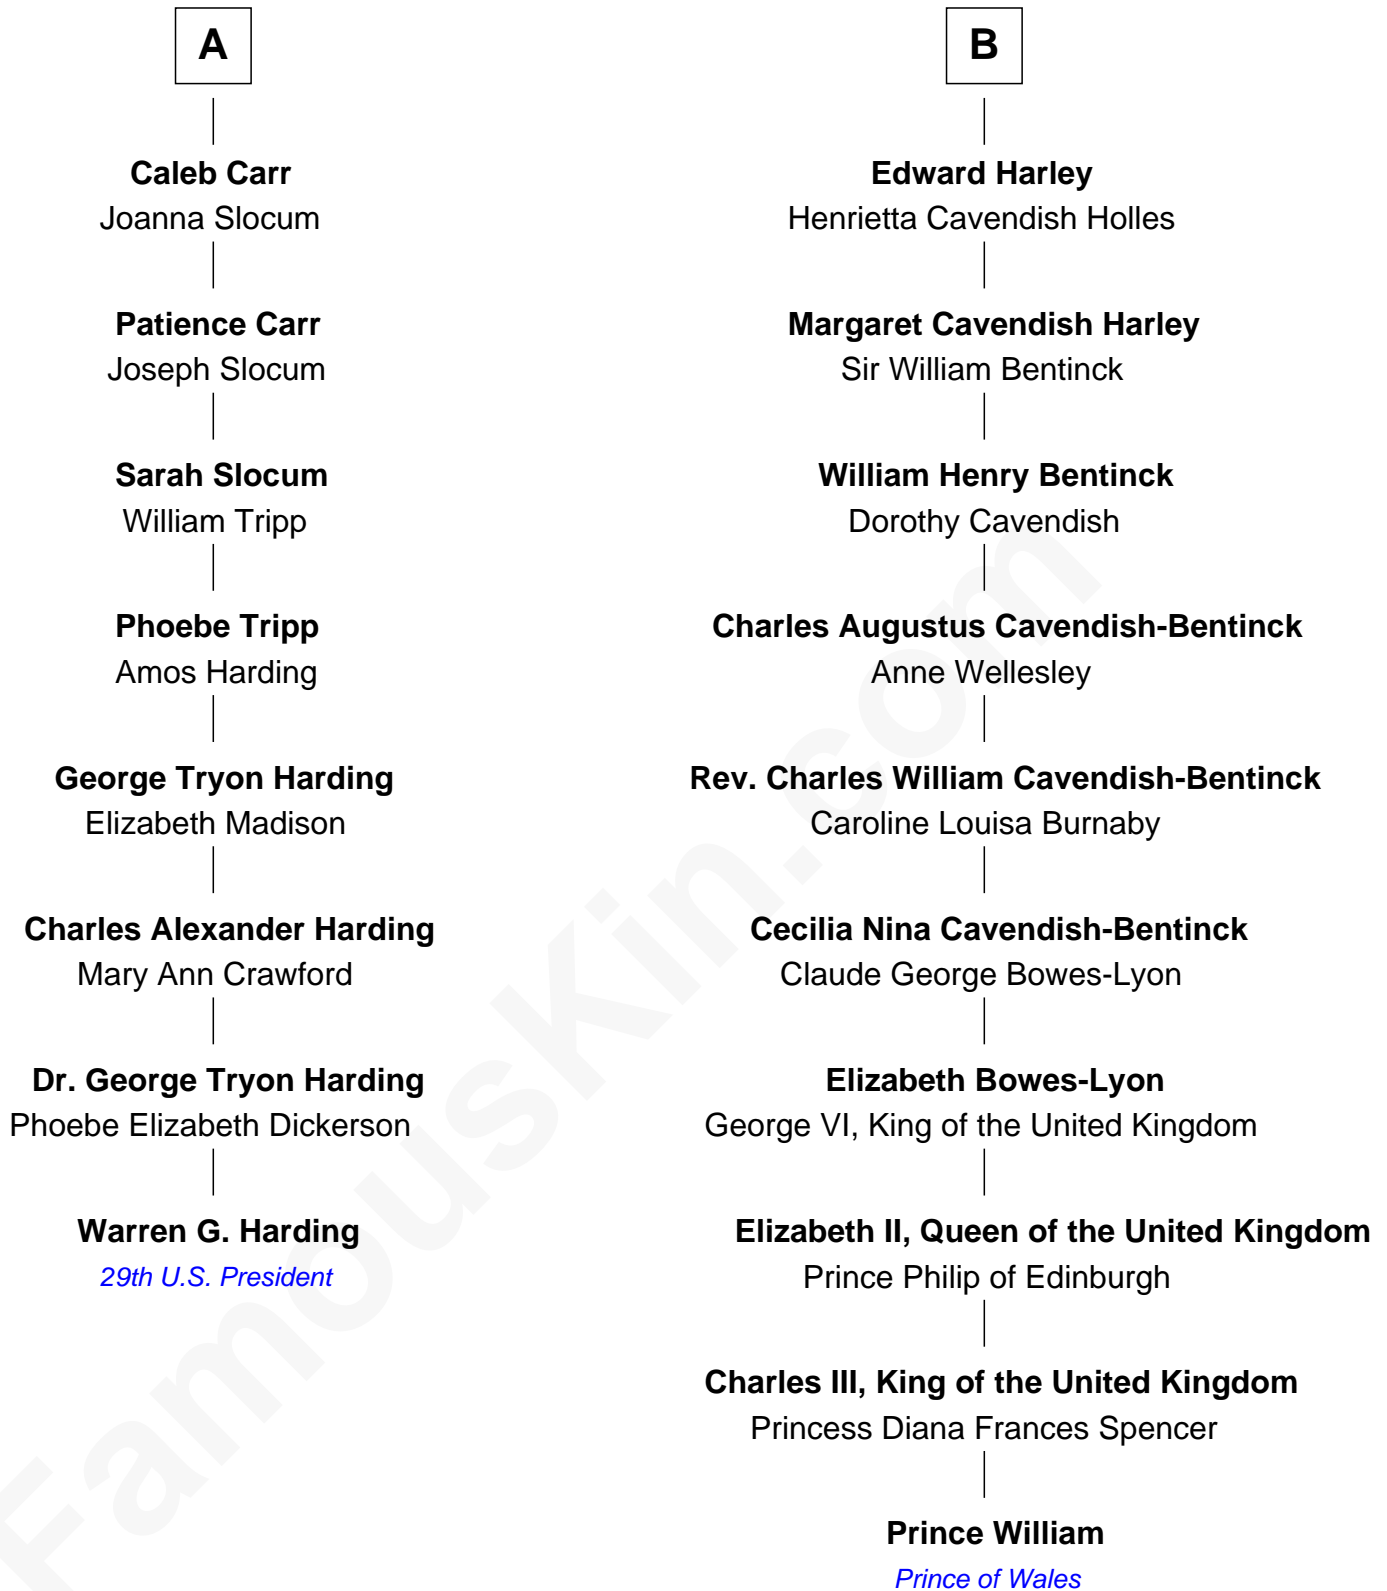 A
Caleb Carr
Joanna Slocum
Patience Carr
Joseph Slocum
Sarah Slocum
William Tripp
Phoebe Tripp
Amos Harding
George Tryon Harding
Elizabeth Madison
Charles Alexander Harding
Mary Ann Crawford
Dr. George Tryon Harding
Phoebe Elizabeth Dickerson
Warren G. Harding
29th U.S. President
B
Edward Harley
Henrietta Cavendish Holles
Margaret Cavendish Harley
Sir William Bentinck
William Henry Bentinck
Dorothy Cavendish
Charles Augustus Cavendish-Bentinck
Anne Wellesley
Rev. Charles William Cavendish-Bentinck
Caroline Louisa Burnaby
Cecilia Nina Cavendish-Bentinck
Claude George Bowes-Lyon
Elizabeth Bowes-Lyon
George VI, King of the United Kingdom
Elizabeth II, Queen of the United Kingdom
Prince Philip of Edinburgh
Charles III, King of the United Kingdom
Princess Diana Frances Spencer
Prince William
Prince of Wales
FamousKin.com